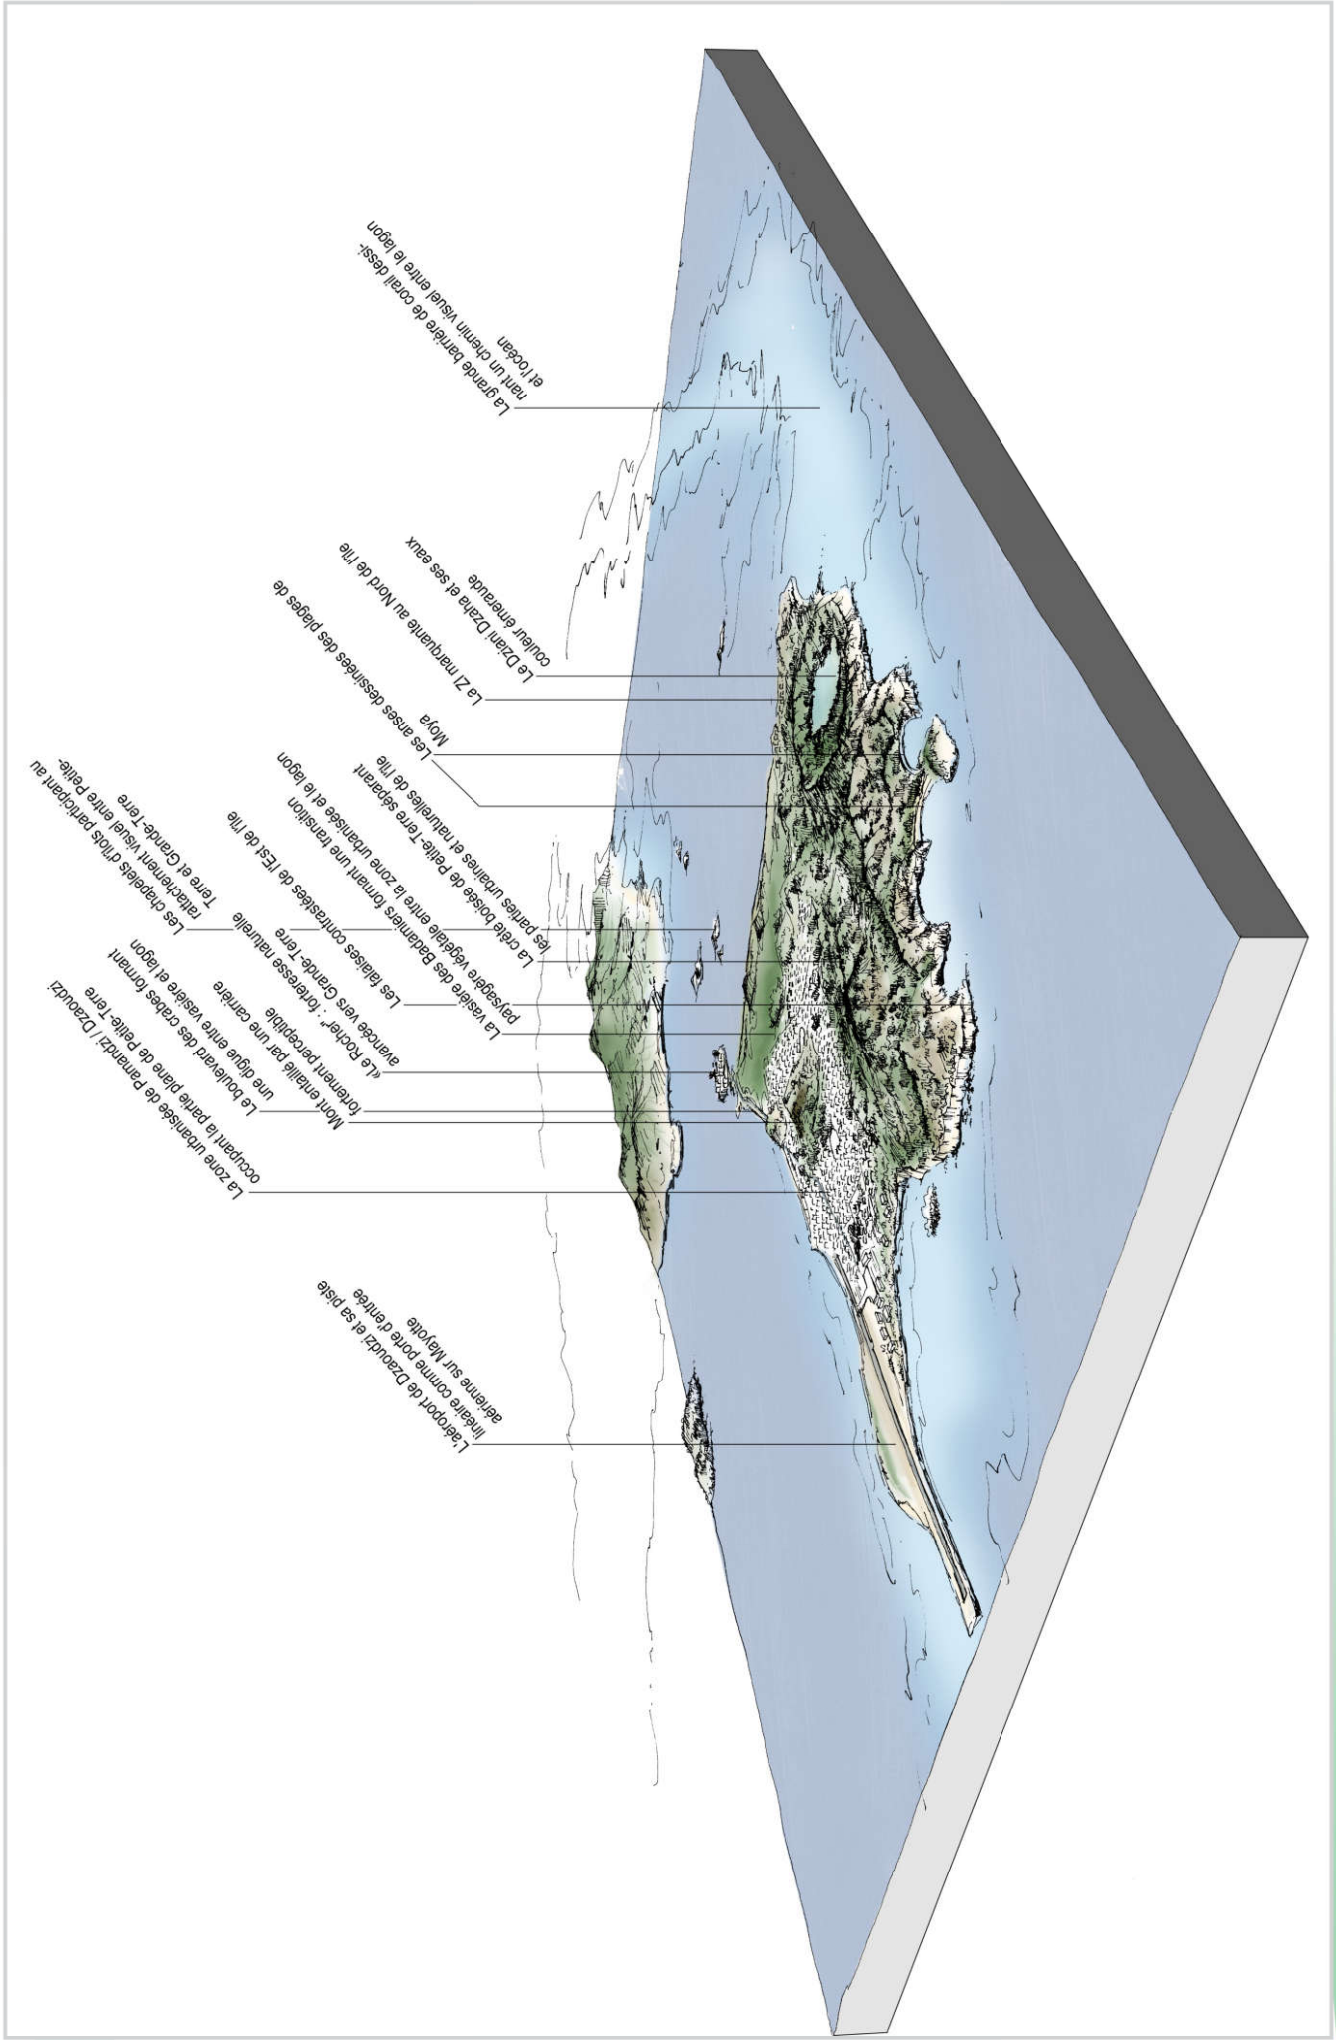 L'aéroport de Dzaoudzi et sa piste
linéaire comme porte d'entrée
aérienne sur Mayotte
La zone urbanisée de Pamandzi / Dzaoudzi
occupant la partie plane de Petite-Terre
Mont entaillé par une carrière
fortement perceptible
Le boulevard des crabes formant
une digue entre vasière et lagon
«Le Rocher" : forteresse naturelle
avancée vers Grande-Terre
La vasière des Badamiers formant une transition
paysagère végétale entre la zone urbanisée et le lagon
Les falaises contrastées de l'Est de l'île
La crête boisée de Petite-Terre séparant
les parties urbaines et naturelles de l'île
Les chapelets d'îlots participant au
rattachement visuel entre Petite-
Terre et Grande-Terre
Les anses dessinées des plages de
Moya
La ZI marquante au Nord de l'île
Le Dziani Dzaha et ses eaux
couleur émeraude
La grande barrière de corail dessi-
nant un chemin visuel entre le lagon
et l'océan